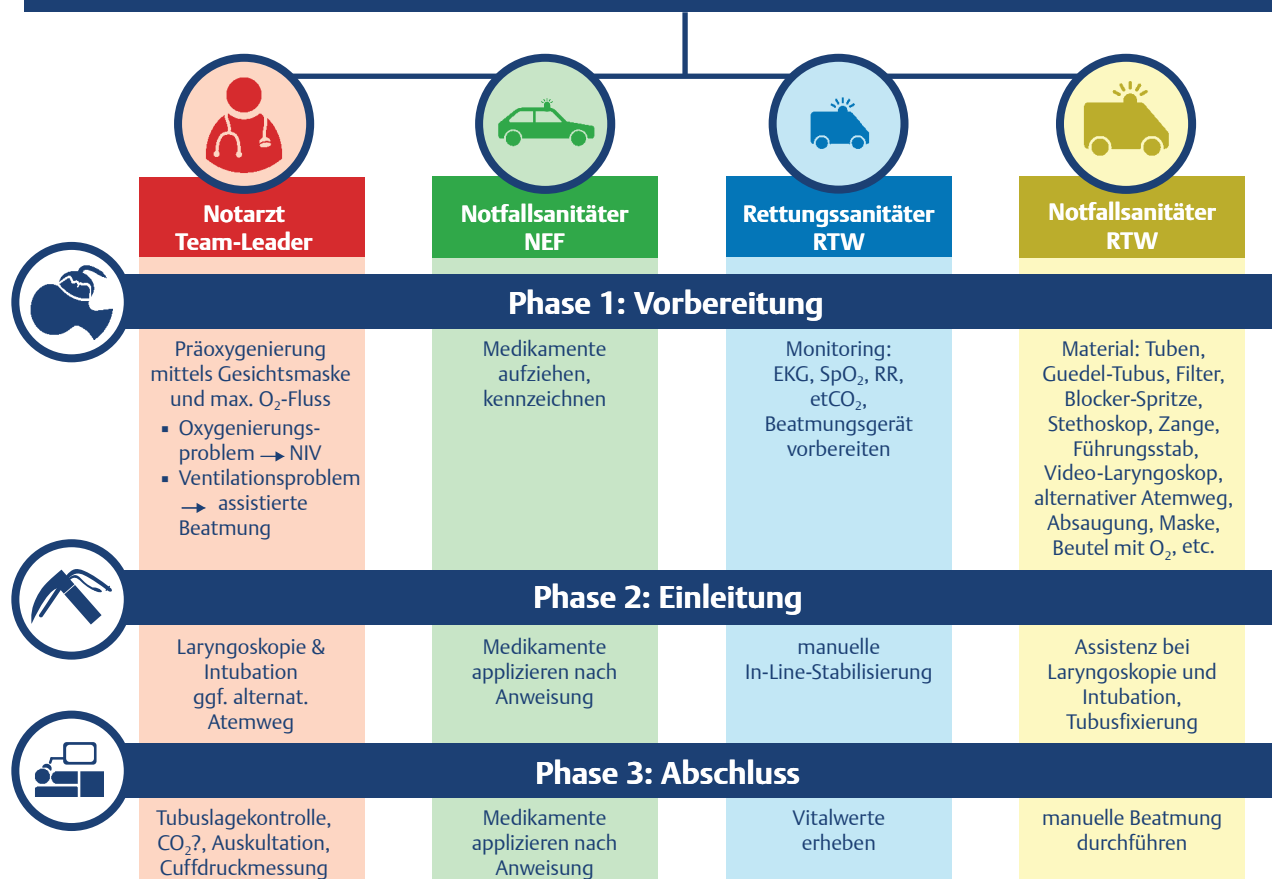 Notarzt
Team-Leader
Notfallsanitäter
NEF
Rettungssanitäter
RTW
Notfallsanitäter
RTW
Phase 1: Vorbereitung
Präoxygenierung
mittels Gesichtsmaske
und max. O₂-Fluss
▪ Oxygenierungs-
problem → NIV
▪ Ventilationsproblem
→ assistierte
Beatmung
Medikamente
aufziehen,
kennzeichnen
Monitoring:
EKG, SpO₂, RR,
etCO₂,
Beatmungsgerät
vorbereiten
Material: Tuben,
Guedel-Tubus, Filter,
Blocker-Spritze,
Stethoskop, Zange,
Führungsstab,
Video-Laryngoskop,
alternativer Atemweg,
Absaugung, Maske,
Beutel mit O₂, etc.
Phase 2: Einleitung
Laryngoskopie &
Intubation
ggf. alternat.
Atemweg
Medikamente
applizieren nach
Anweisung
manuelle
In-Line-Stabilisierung
Assistenz bei
Laryngoskopie und
Intubation,
Tubusfixierung
Phase 3: Abschluss
Tubuslagekontrolle,
CO₂?, Auskultation,
Cuffdruckmessung
Medikamente
applizieren nach
Anweisung
Vitalwerte
erheben
manuelle Beatmung
durchführen